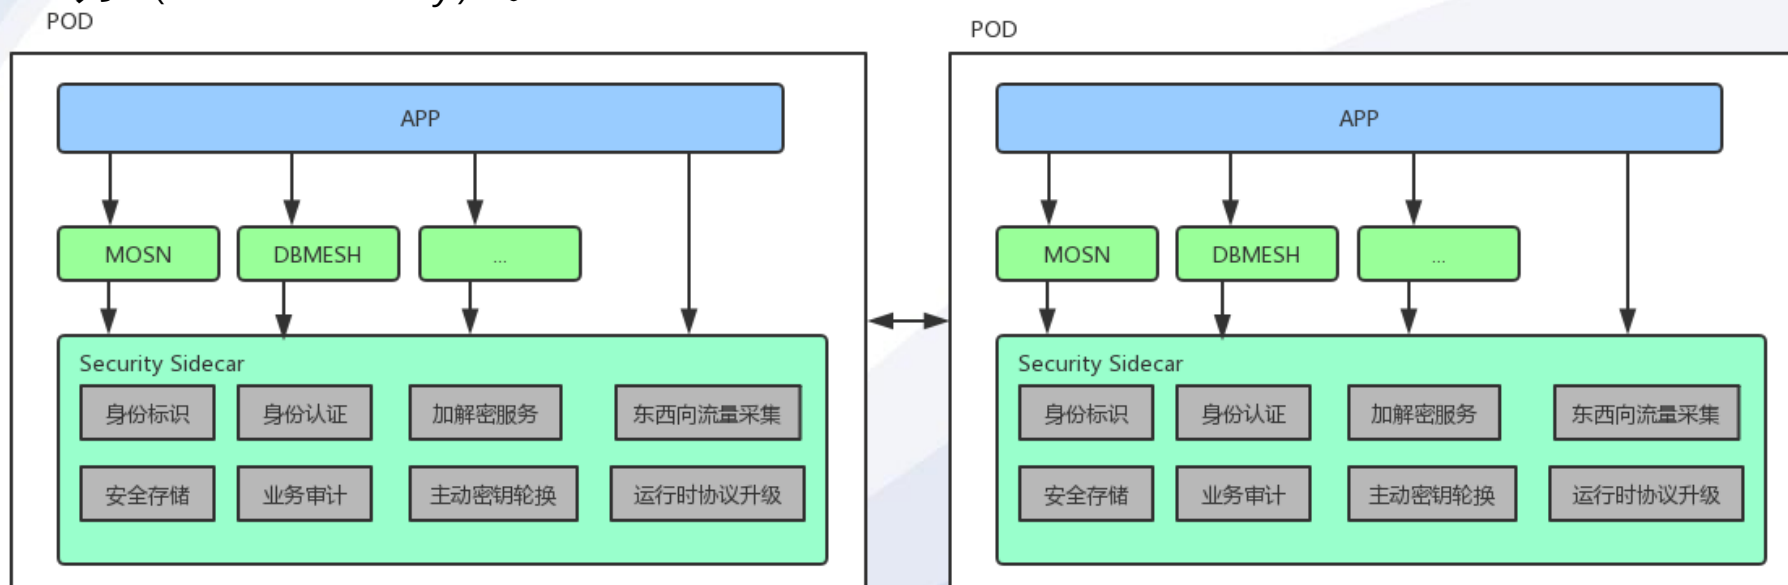 POD
POD
APP
APP
MOSN
DBMESH
...
MOSN
DBMESH
...
Security Sidecar
身份标识
身份认证
加解密服务
东西向流量采集
安全存储
业务审计
主动密钥轮换
运行时协议升级
Security Sidecar
身份标识
身份认证
加解密服务
东西向流量采集
安全存储
业务审计
主动密钥轮换
运行时协议升级